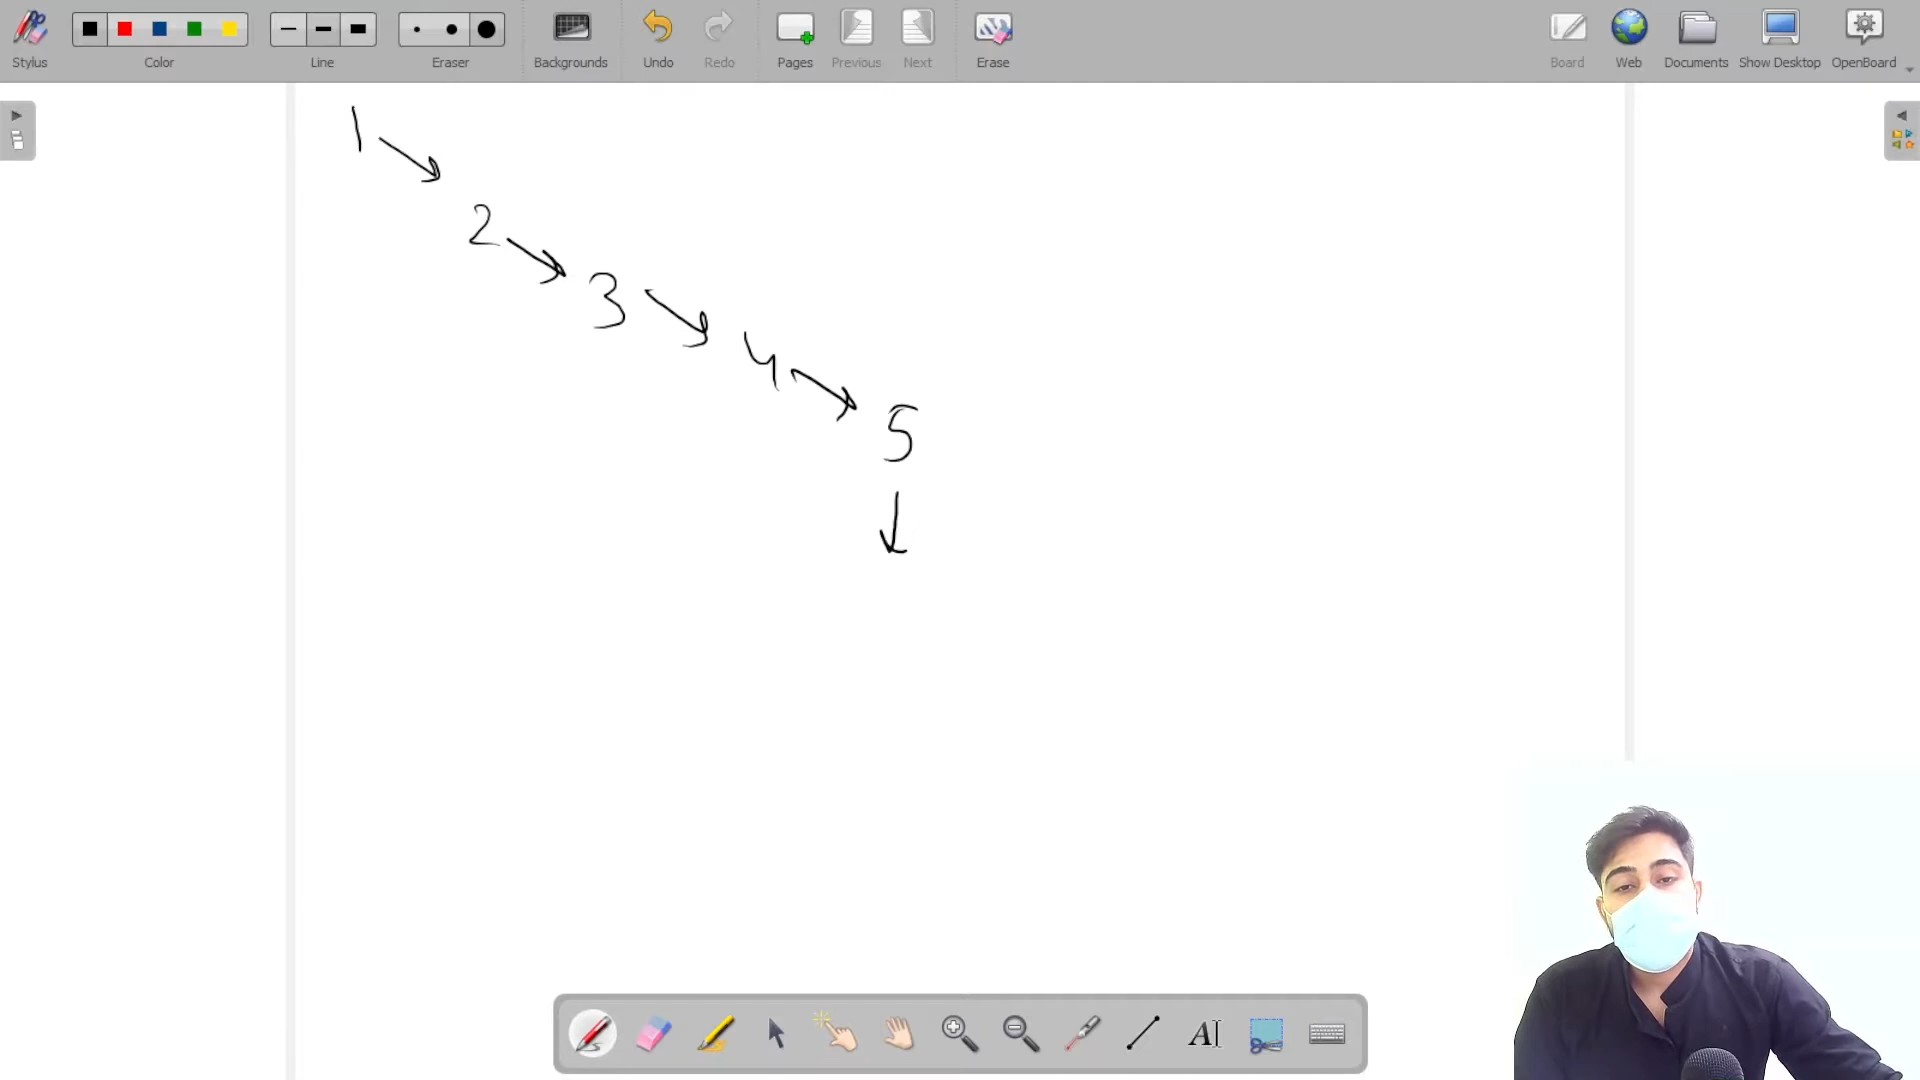 Stylus
Color
Line
Eraser
Backgrounds
Undo
Redo
Pages
Previous
Next
Erase
Board
Web
Documents
Show Desktop
OpenBoard
1 →
2 →
3 →
4 →
5
↓
A